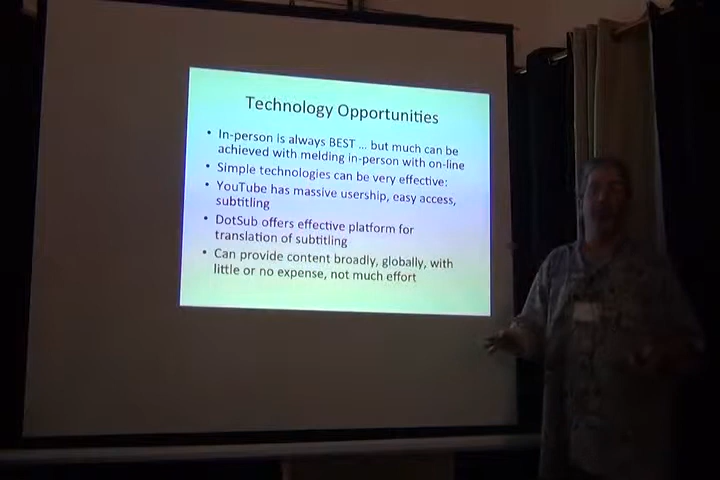 Technology Opportunities
• In-person is always BEST ... but much can be
achieved with melding in-person with on-line
• Simple technologies can be very effective:
• YouTube has massive usership, easy access,
subtitling
• DotSub offers effective platform for
translation of subtitling
• Can provide content broadly, globally, with
little or no expense, not much effort